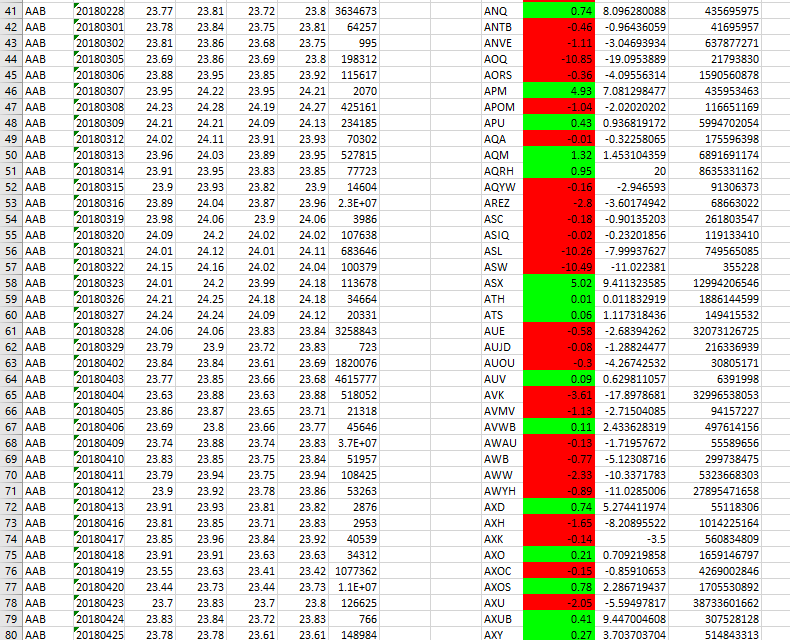 41 AAB 20180228 23.77 23.81 23.72 23.8 3634673 ANQ 0.74 8.096280088 435695975
42 AAB 20180301 23.78 23.84 23.75 23.81 64257 ANTB -0.46 -0.96436059 41695957
43 AAB 20180302 23.81 23.86 23.68 23.75 995 ANVE -1.11 -3.04693934 637877271
44 AAB 20180305 23.69 23.86 23.69 23.8 198312 AOQ -10.85 -19.0953889 21793830
45 AAB 20180306 23.88 23.95 23.85 23.92 115617 AORS -0.36 -4.09556314 1590560878
46 AAB 20180307 23.95 24.22 23.95 24.21 2070 APM 4.93 7.081298477 435953463
47 AAB 20180308 24.23 24.28 24.19 24.27 425161 APOM -1.04 -2.02020202 116651169
48 AAB 20180309 24.21 24.21 24.09 24.13 234185 APU 0.43 0.936819172 5994702054
49 AAB 20180312 24.02 24.11 23.91 23.93 70302 AQA -0.01 -0.32258065 175596398
50 AAB 20180313 23.96 24.03 23.89 23.95 527815 AQM 1.32 1.453104359 6891691174
51 AAB 20180314 23.91 23.95 23.83 23.85 77723 AQRH 0.95 20 8635331162
52 AAB 20180315 23.9 23.93 23.82 23.9 14604 AQYW -0.16 -2.946593 91306373
53 AAB 20180316 23.89 24.04 23.87 23.96 2.3E+07 AREZ -2.8 -3.60174942 68663022
54 AAB 20180319 23.98 24.06 23.9 24.06 3986 ASC -0.18 -0.90135203 261803547
55 AAB 20180320 24.09 24.2 24.02 24.02 107638 ASIQ -0.02 -0.23201856 119133410
56 AAB 20180321 24.01 24.12 24.01 24.11 683646 ASL -10.26 -7.99937627 749565085
57 AAB 20180322 24.15 24.16 24.02 24.04 100379 ASW -10.49 -11.022381 355228
58 AAB 20180323 24.01 24.2 23.99 24.18 113678 ASX 5.02 9.411323585 12994206546
59 AAB 20180326 24.21 24.25 24.18 24.18 34664 ATH 0.01 0.011832919 1886144599
60 AAB 20180327 24.24 24.24 24.09 24.12 20331 ATS 0.06 1.117318436 149415532
61 AAB 20180328 24.06 24.06 23.83 23.84 3258843 AUE -0.58 -2.68394262 32073126725
62 AAB 20180329 23.79 23.9 23.72 23.83 723 AUJD -0.08 -1.28824477 216336939
63 AAB 20180402 23.84 23.84 23.61 23.69 1820076 AUOU -0.3 -4.26742532 30805171
64 AAB 20180403 23.77 23.85 23.66 23.68 4615777 AUV 0.09 0.629811057 6391998
65 AAB 20180404 23.63 23.88 23.63 23.88 518052 AVK -3.61 -17.8978681 32996538053
66 AAB 20180405 23.86 23.87 23.65 23.71 21318 AVMV -1.13 -2.71504085 94157227
67 AAB 20180406 23.69 23.8 23.66 23.77 45646 AVWB 0.11 2.433628319 497614156
68 AAB 20180409 23.74 23.88 23.74 23.83 3.7E+07 AWAU -0.13 -1.71957672 55589656
69 AAB 20180410 23.83 23.85 23.75 23.84 51957 AWB -0.77 -5.12308716 299738475
70 AAB 20180411 23.79 23.94 23.75 23.94 108425 AWW -2.33 -10.3371783 5323668303
71 AAB 20180412 23.9 23.92 23.78 23.86 53263 AWYH -0.89 -11.0285006 27895471658
72 AAB 20180413 23.91 23.93 23.81 23.82 2876 AXD 0.74 5.274411974 55118306
73 AAB 20180416 23.81 23.85 23.71 23.83 2953 AXH -1.65 -8.20895522 1014225164
74 AAB 20180417 23.85 23.96 23.84 23.92 40539 AXK -0.14 -3.5 560834809
75 AAB 20180418 23.91 23.91 23.63 23.63 34312 AXO 0.21 0.709219858 1659146797
76 AAB 20180419 23.55 23.63 23.41 23.42 1077362 AXOC -0.15 -0.85910653 4269002846
77 AAB 20180420 23.44 23.73 23.44 23.73 1.1E+07 AXOS 0.78 2.286719437 1705530892
78 AAB 20180423 23.7 23.83 23.7 23.8 126625 AXU -2.05 -5.59497817 38733601662
79 AAB 20180424 23.83 23.84 23.72 23.83 766 AXUB 0.41 9.447004608 307528128
80 AAB 20180425 23.78 23.78 23.61 23.61 148984 AXY 0.27 3.703703704 514843313